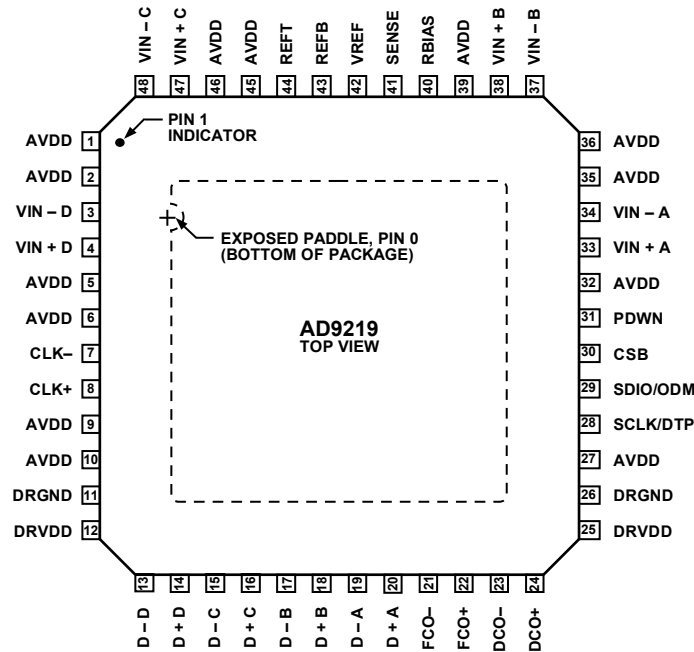 VIN – C
VIN + C
AVDD
AVDD
REFT
REFB
VREF
SENSE
RBIAS
AVDD
VIN + B
VIN – B
48
47
46
45
44
43
42
41
40
39
38
37
PIN 1
INDICATOR
AVDD 1
AVDD 2
VIN – D 3
VIN + D 4
AVDD 5
AVDD 6
CLK– 7
CLK+ 8
AVDD 9
AVDD 10
DRGND 11
DRVDD 12
EXPOSED PADDLE, PIN 0
(BOTTOM OF PACKAGE)
AD9219
TOP VIEW
36 AVDD
35 AVDD
34 VIN – A
33 VIN + A
32 AVDD
31 PDWN
30 CSB
29 SDIO/ODM
28 SCLK/DTP
27 AVDD
26 DRGND
25 DRVDD
13
14
15
16
17
18
19
20
21
22
23
24
D – D
D + D
D – C
D + C
D – B
D + B
D – A
D + A
FCO–
FCO+
DCO–
DCO+